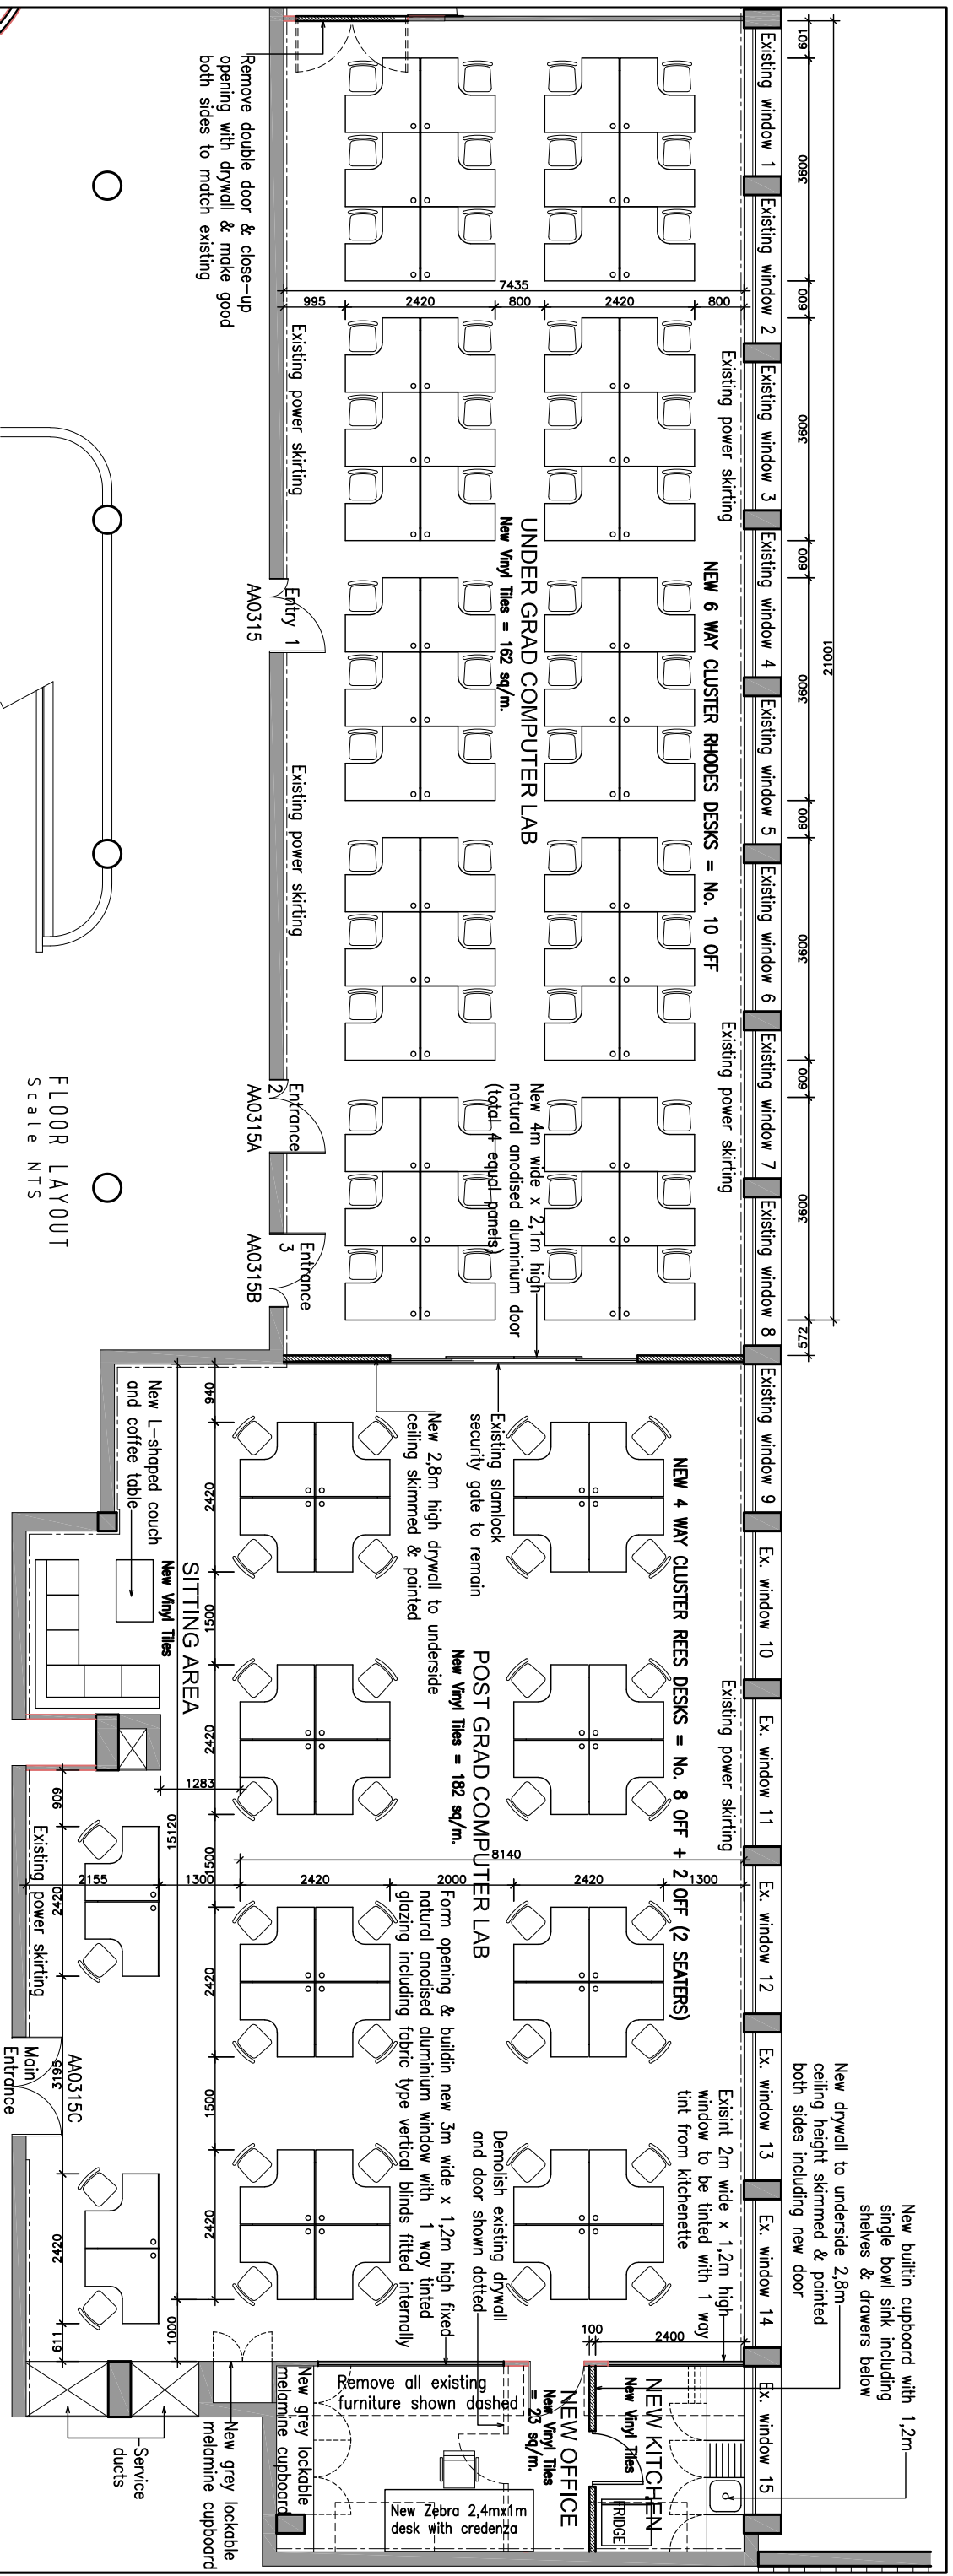 Existing window 1
Existing window 2
Existing window 3
Existing window 4
Existing window 5
Existing window 6
Existing window 7
Existing window 8
Existing window 9
Ex. window 10
Ex. window 11
Ex. window 12
Ex. window 13
Ex. window 14
Ex. window 15
21001
601
3600
600
3600
600
3600
600
3600
600
3600
572
New builtin cupboard with 1,2m
single bowl sink including
shelves & drawers below
New drywall to underside 2,8m
ceiling height skimmed & painted
both sides including new door
Existing power skirting
Existing power skirting
Existing power skirting
NEW 6 WAY CLUSTER RHODES DESKS = No. 10 OFF
NEW 4 WAY CLUSTER REES DESKS = No. 8 OFF + 2 OFF (2 SEATERS)
Exisint 2m wide x 1,2m high
window to be tinted with 1 way
tint from kitchenette
2400
100
NEW KITCHEN
New Vinyl Tiles
FRIDGE
7435
800
2420
800
2420
995
UNDER GRAD COMPUTER LAB
New Vinyl Tiles = 162 sq/m.
New 4m wide x 2,1m high
natural anodised aluminium door
(total 4 equal panels)
Existing slamlock
security gate to remain
New 2,8m high drywall to underside
ceiling skimmed & painted
POST GRAD COMPUTER LAB
New Vinyl Tiles = 182 sq/m.
8140
1300
2420
2000
2420
1300
2155
Demolish existing drywall
and door shown dotted
Form opening & buildin new 3m wide x 1,2m high fixed
natural anodised aluminium window with 1 way tinted
glazing including fabric type vertical blinds fitted internally
NEW OFFICE
New Vinyl Tiles
= 23 sq/m.
Remove all existing
furniture shown dashed
New Zebra 2,4mx1m
desk with credenza
New grey lockable
melamine cupboard
New grey lockable
melamine cupboard
Service
ducts
Existing power skirting
Existing power skirting
Entry 1
AA0315
Entrance
2
AA0315A
Entrance
3
AA0315B
Remove double door & close-up
opening with drywall & make good
both sides to match existing
940
2420
1500
2420
1500
2420
1500
2420
1000
15120
1283
SITTING AREA
New Vinyl Tiles
New L-shaped couch
and coffee table
909
2420
3195
2420
611
Existing power skirting
AA0315C
Main
Entrance
FLOOR LAYOUT
Scale NTS